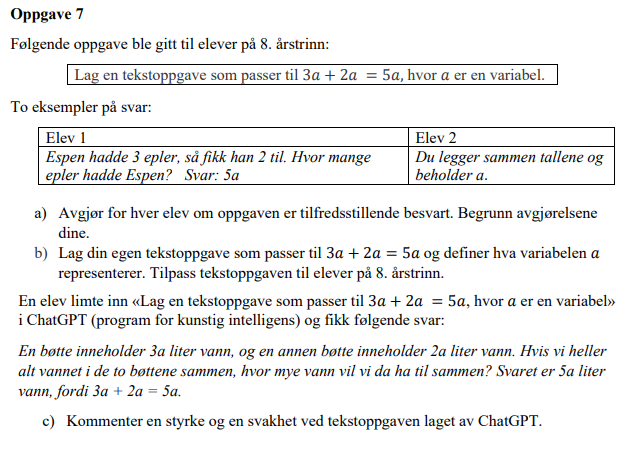 Oppgave 7
Følgende oppgave ble gitt til elever på 8. årstrinn:
Lag en tekstoppgave som passer til 3a + 2a = 5a, hvor a er en variabel.
To eksempler på svar:
Elev 1
Elev 2
Espen hadde 3 epler, så fikk han 2 til. Hvor mange
epler hadde Espen? Svar: 5a
Du legger sammen tallene og
beholder a.
a) Avgjør for hver elev om oppgaven er tilfredsstillende besvart. Begrunn avgjørelsene
dine.
b) Lag din egen tekstoppgave som passer til 3a + 2a = 5a og definer hva variabelen a
representerer. Tilpass tekstoppgaven til elever på 8. årstrinn.
En elev limte inn «Lag en tekstoppgave som passer til 3a + 2a = 5a, hvor a er en variabel»
i ChatGPT (program for kunstig intelligens) og fikk følgende svar:
En bøtte inneholder 3a liter vann, og en annen bøtte inneholder 2a liter vann. Hvis vi heller
alt vannet i de to bøttene sammen, hvor mye vann vil vi da ha til sammen? Svaret er 5a liter
vann, fordi 3a + 2a = 5a.
c) Kommenter en styrke og en svakhet ved tekstoppgaven laget av ChatGPT.